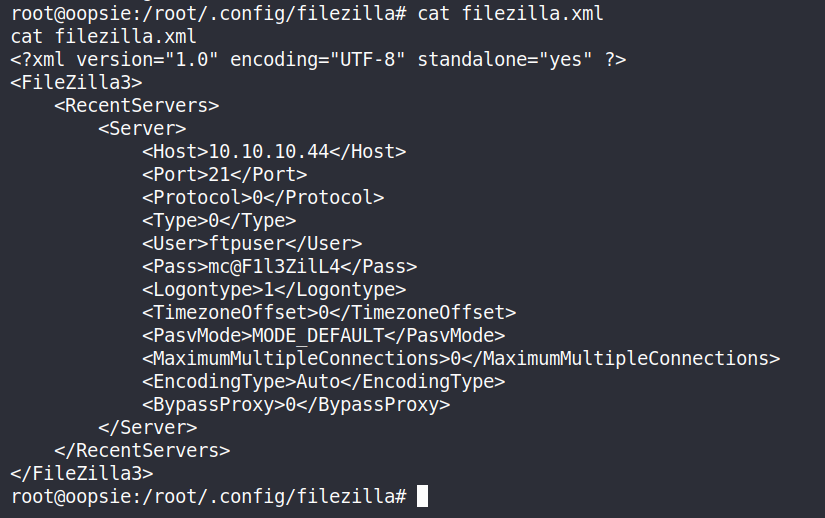 root@oopsie:/root/.config/filezilla# cat filezilla.xml
cat filezilla.xml
<?xml version="1.0" encoding="UTF-8" standalone="yes" ?>
<FileZilla3>
    <RecentServers>
        <Server>
            <Host>10.10.10.44</Host>
            <Port>21</Port>
            <Protocol>0</Protocol>
            <Type>0</Type>
            <User>ftpuser</User>
            <Pass>mc@F1l3ZilL4</Pass>
            <Logontype>1</Logontype>
            <TimezoneOffset>0</TimezoneOffset>
            <PasvMode>MODE_DEFAULT</PasvMode>
            <MaximumMultipleConnections>0</MaximumMultipleConnections>
            <EncodingType>Auto</EncodingType>
            <BypassProxy>0</BypassProxy>
        </Server>
    </RecentServers>
</FileZilla3>
root@oopsie:/root/.config/filezilla#